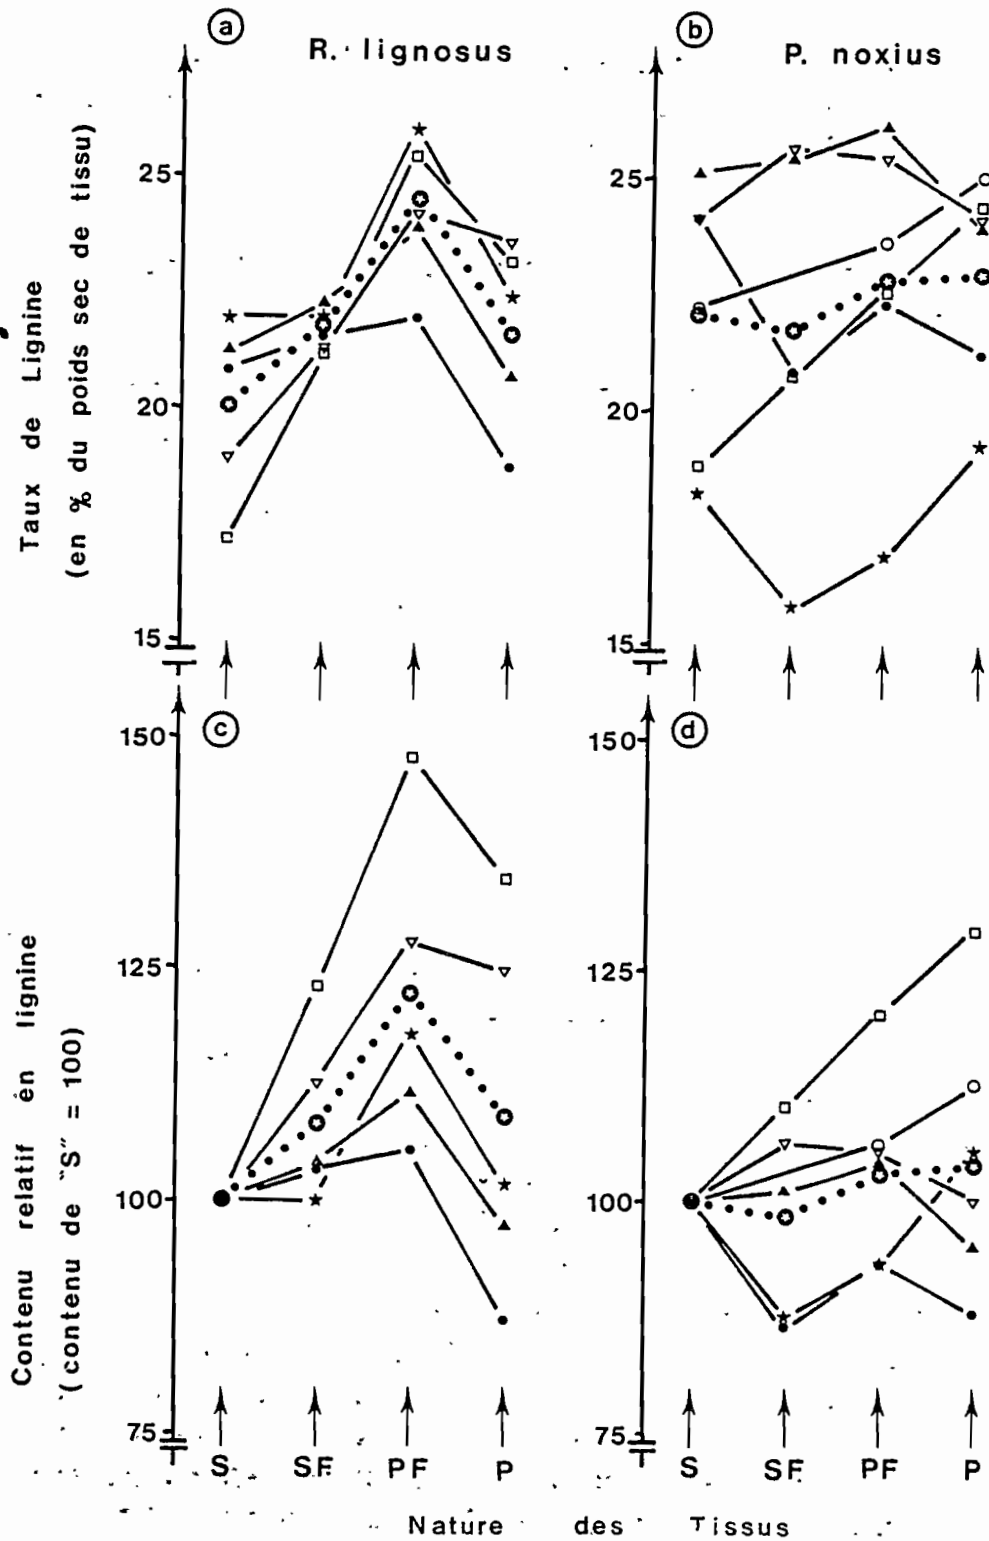 a
R. lignosus
b
P. noxius
Taux de Lignine
(en % du poids sec de tissu)
25
20
15
25
20
15
c
d
Contenu relatif en lignine
(contenu de "S" = 100)
150
125
100
75
150
125
100
75
S SF PF P
S SF PF P
Nature des Tissus